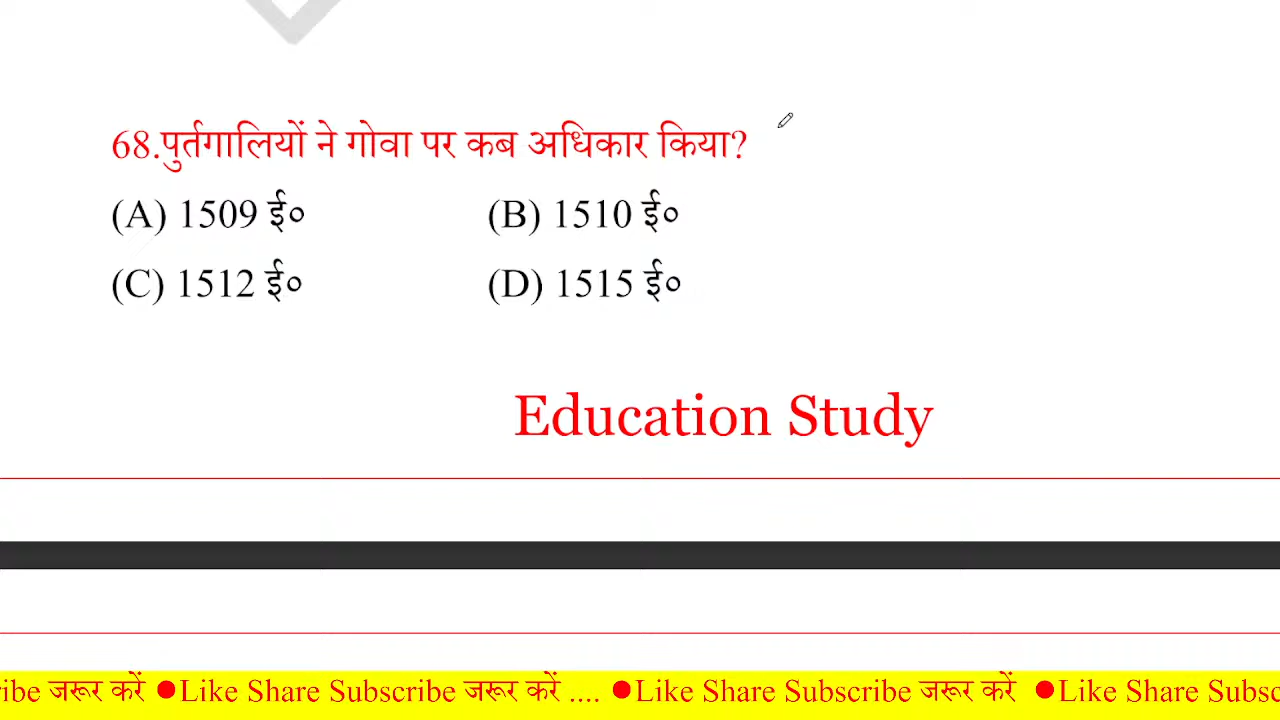 68.पुर्तगालियों ने गोवा पर कब अधिकार किया?
(A) 1509 ई० (B) 1510 ई०
(C) 1512 ई० (D) 1515 ई०
Education Study
ribe जरूर करें ●Like Share Subscribe जरूर करें .... ●Like Share Subscribe जरूर करें ●Like Share Subsc